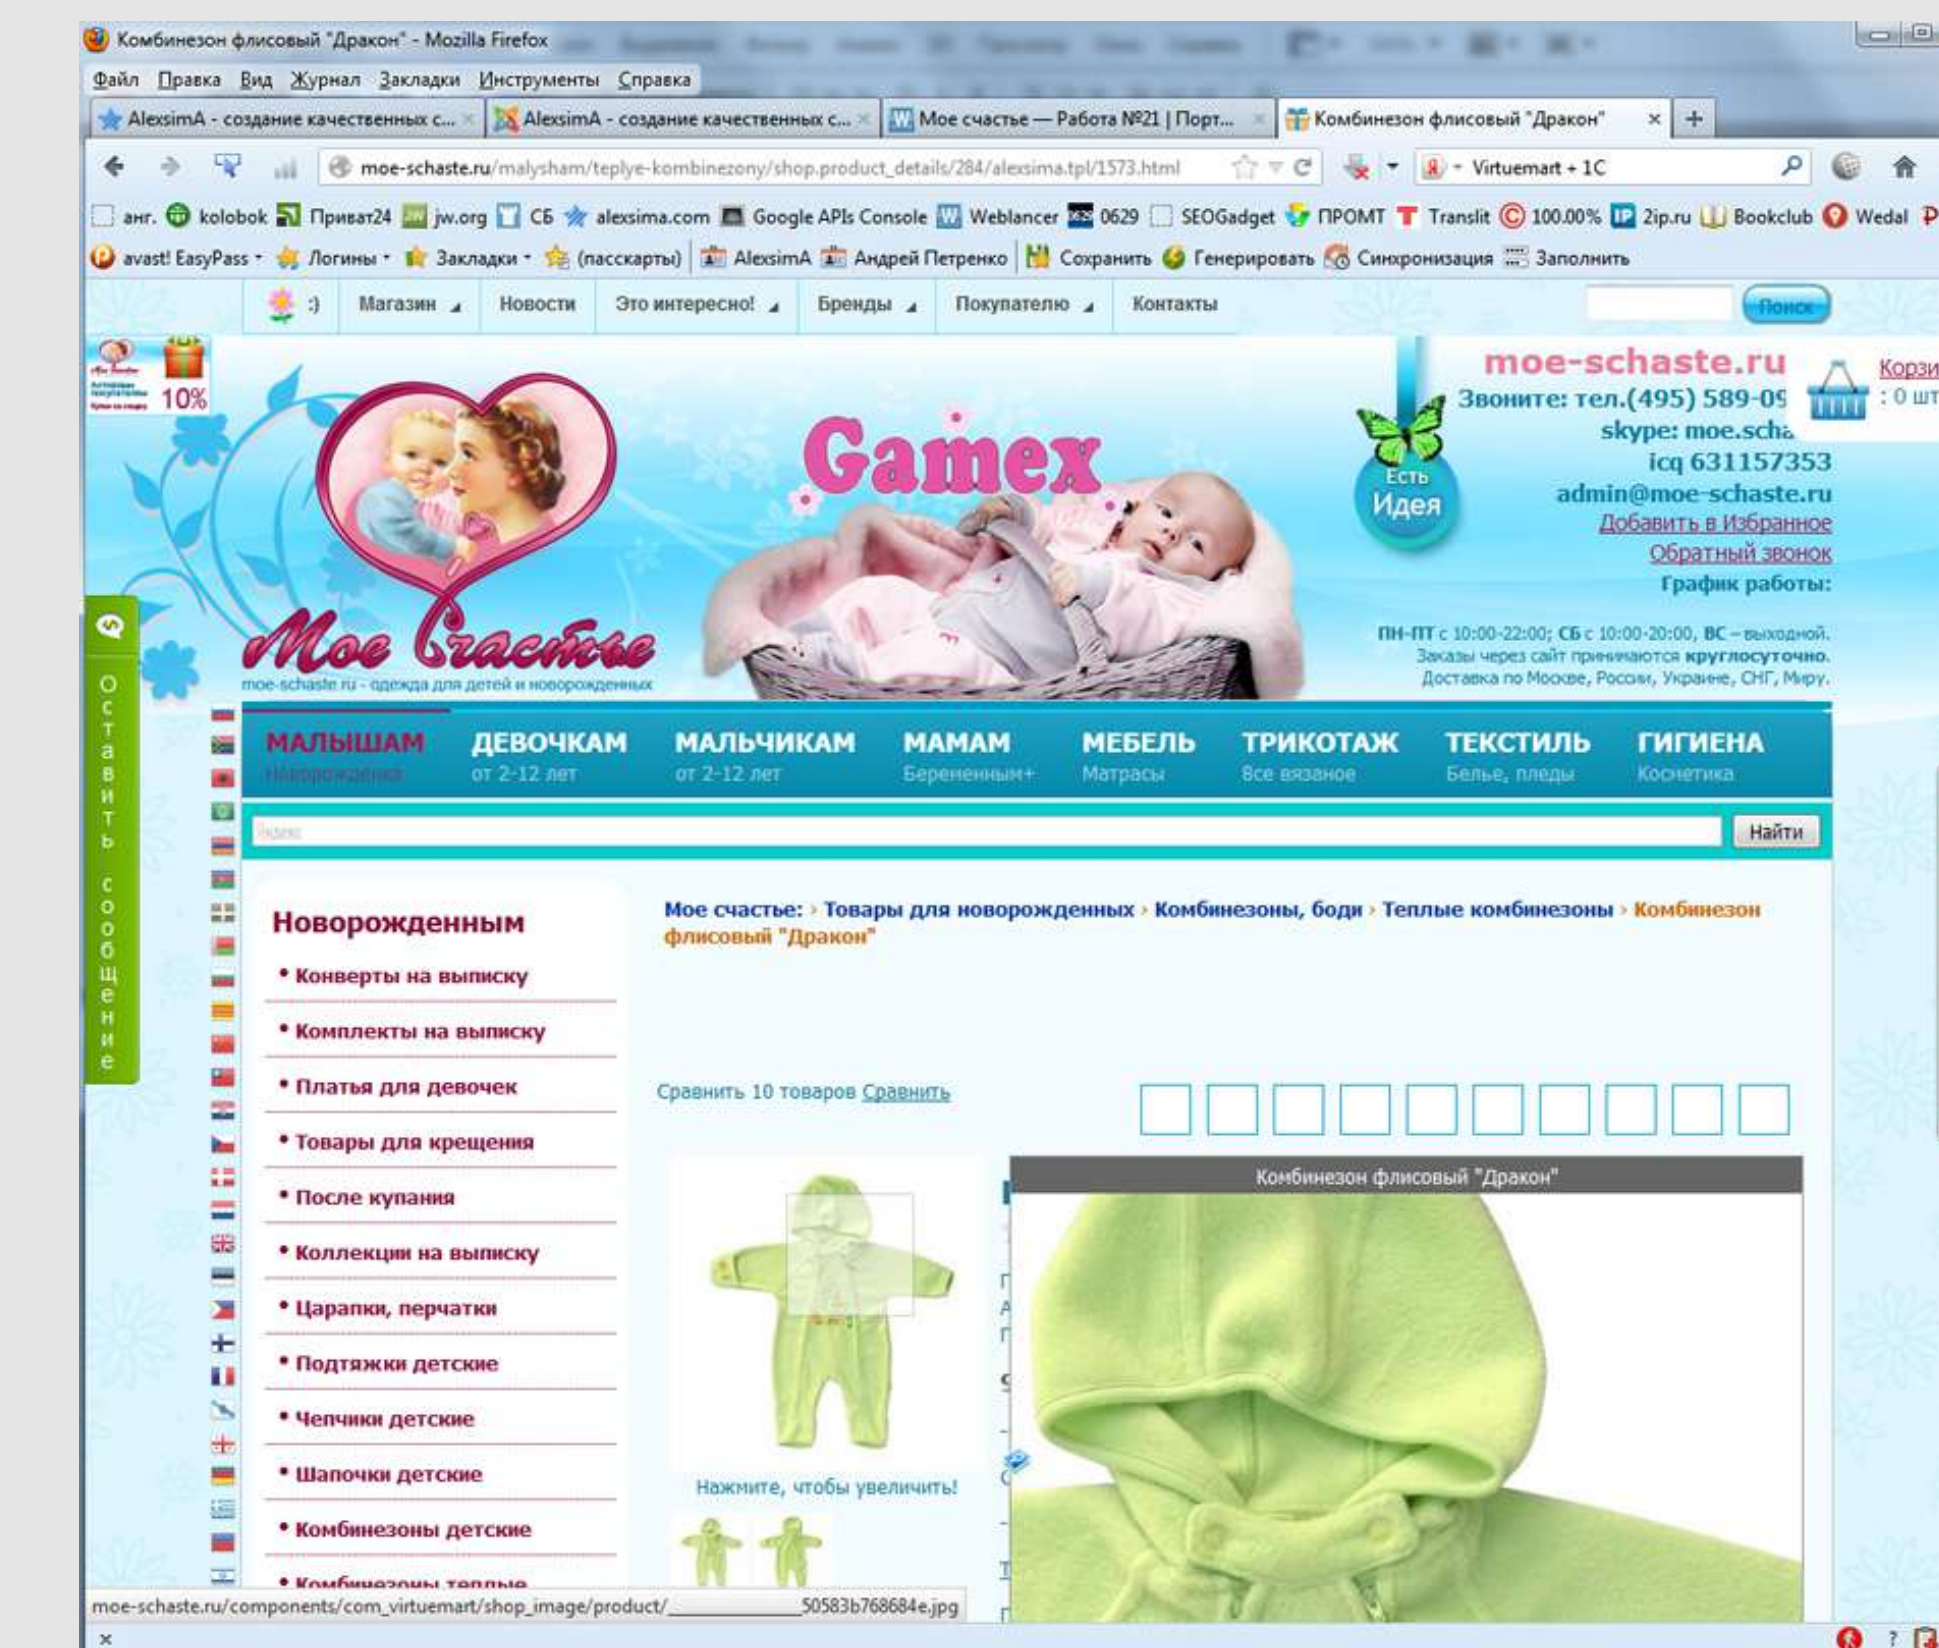 Комбинезон флисовый "Дракон" - Mozilla Firefox
Файл Правка Вид Журнал Закладки Инструменты Справка
AlexsimA - создание качественных с... AlexsimA - создание качественных с... Мое счастье — Работа №21 | Порт... Комбинезон флисовый "Дракон"
moe-schaste.ru/malysham/teplye-kombinezony/shop.product_details/284/alexsima.tpl/1573.html Virtuemart + 1C
анг. kolobok Приват24 jw.org СБ alexsima.com Google APIs Console Weblancer 0629 SEOGadget ПРОМТ Translit 100.00% 2ip.ru Bookclub Wedal
avast! EasyPass Логины Закладки (пасскарты) AlexsimA Андрей Петренко Сохранить Генерировать Синхронизация Заполнить
:) Магазин Новости Это интересно! Бренды Покупателю Контакты Поиск
10%
Gamex
Есть
Идея
moe-schaste.ru
Звоните: тел.(495) 589-09
skype: moe.scha
icq 631157353
admin@moe-schaste.ru
Добавить в Избранное
Обратный звонок
График работы:
ПН-ПТ с 10:00-22:00; СБ с 10:00-20:00, ВС – выходной.
Заказы через сайт принимаются круглосуточно.
Доставка по Москве, России, Украине, СНГ, Миру.
Корзи
: 0 шт
Мое Счастье
moe-schaste.ru - одежда для детей и новорожденных
Оставить сообщение
МАЛЫШАМ ДЕВОЧКАМ МАЛЬЧИКАМ МАМАМ МЕБЕЛЬ ТРИКОТАЖ ТЕКСТИЛЬ ГИГИЕНА
от 2-12 лет от 2-12 лет Беременным+ Матрасы Все вязаное Белье, пледы Косметика
Яндекс Найти
Новорожденным
• Конверты на выписку
• Комплекты на выписку
• Платья для девочек
• Товары для крещения
• После купания
• Коллекции на выписку
• Царапки, перчатки
• Подтяжки детские
• Чепчики детские
• Шапочки детские
• Комбинезоны детские
• Комбинезоны теплые
Мое счастье: › Товары для новорожденных › Комбинезоны, боди › Теплые комбинезоны › Комбинезон
флисовый "Дракон"
Сравнить 10 товаров Сравнить
Комбинезон флисовый "Дракон"
Нажмите, чтобы увеличить!
moe-schaste.ru/components/com_virtuemart/shop_image/product/______________50583b768684e.jpg